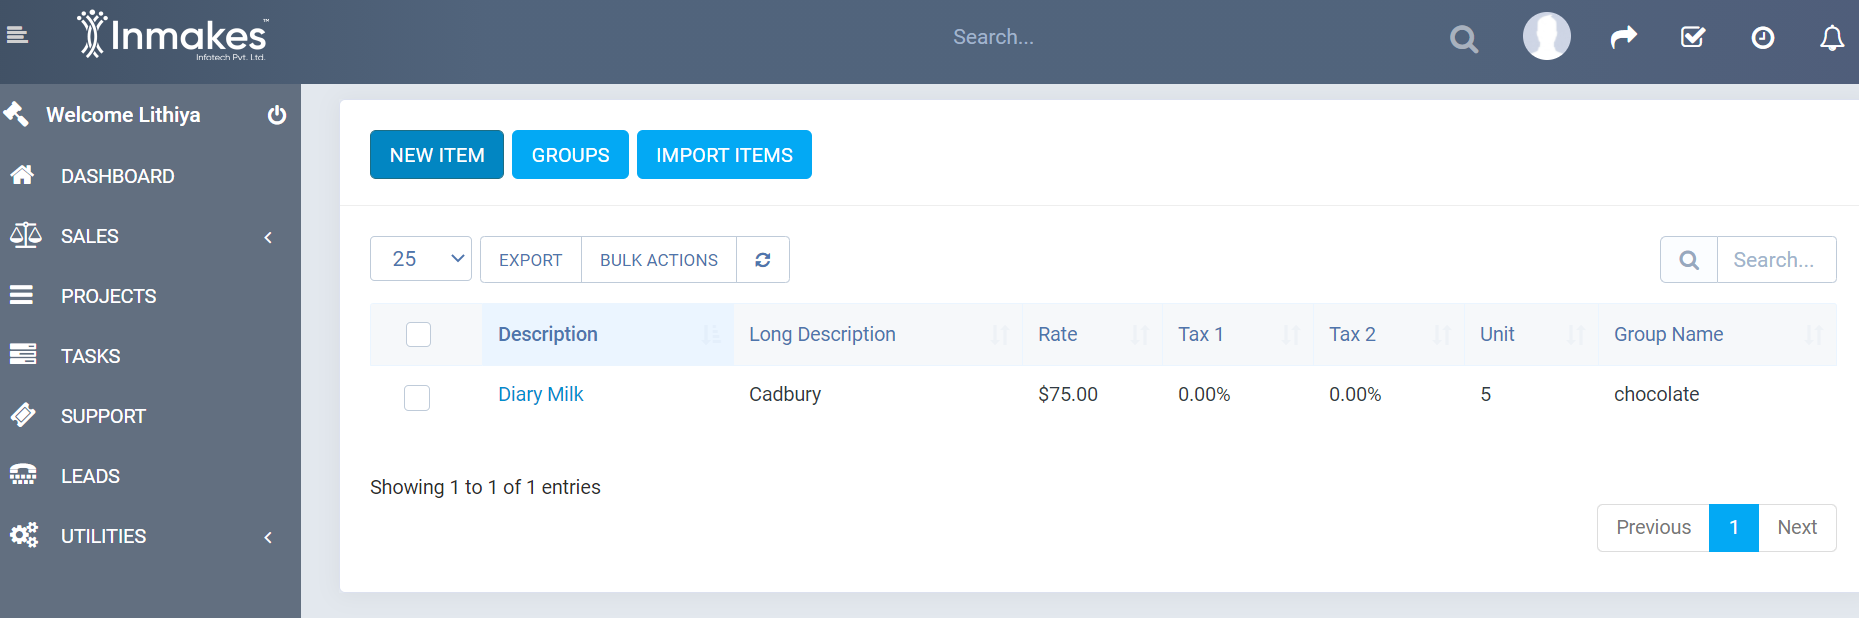 Inmakes™
Infotech Pvt. Ltd.
Search...
Welcome Lithiya
DASHBOARD
SALES
PROJECTS
TASKS
SUPPORT
LEADS
UTILITIES
NEW ITEM GROUPS IMPORT ITEMS
25 EXPORT BULK ACTIONS Search...
Description Long Description Rate Tax 1 Tax 2 Unit Group Name
Diary Milk Cadbury $75.00 0.00% 0.00% 5 chocolate
Showing 1 to 1 of 1 entries
Previous 1 Next